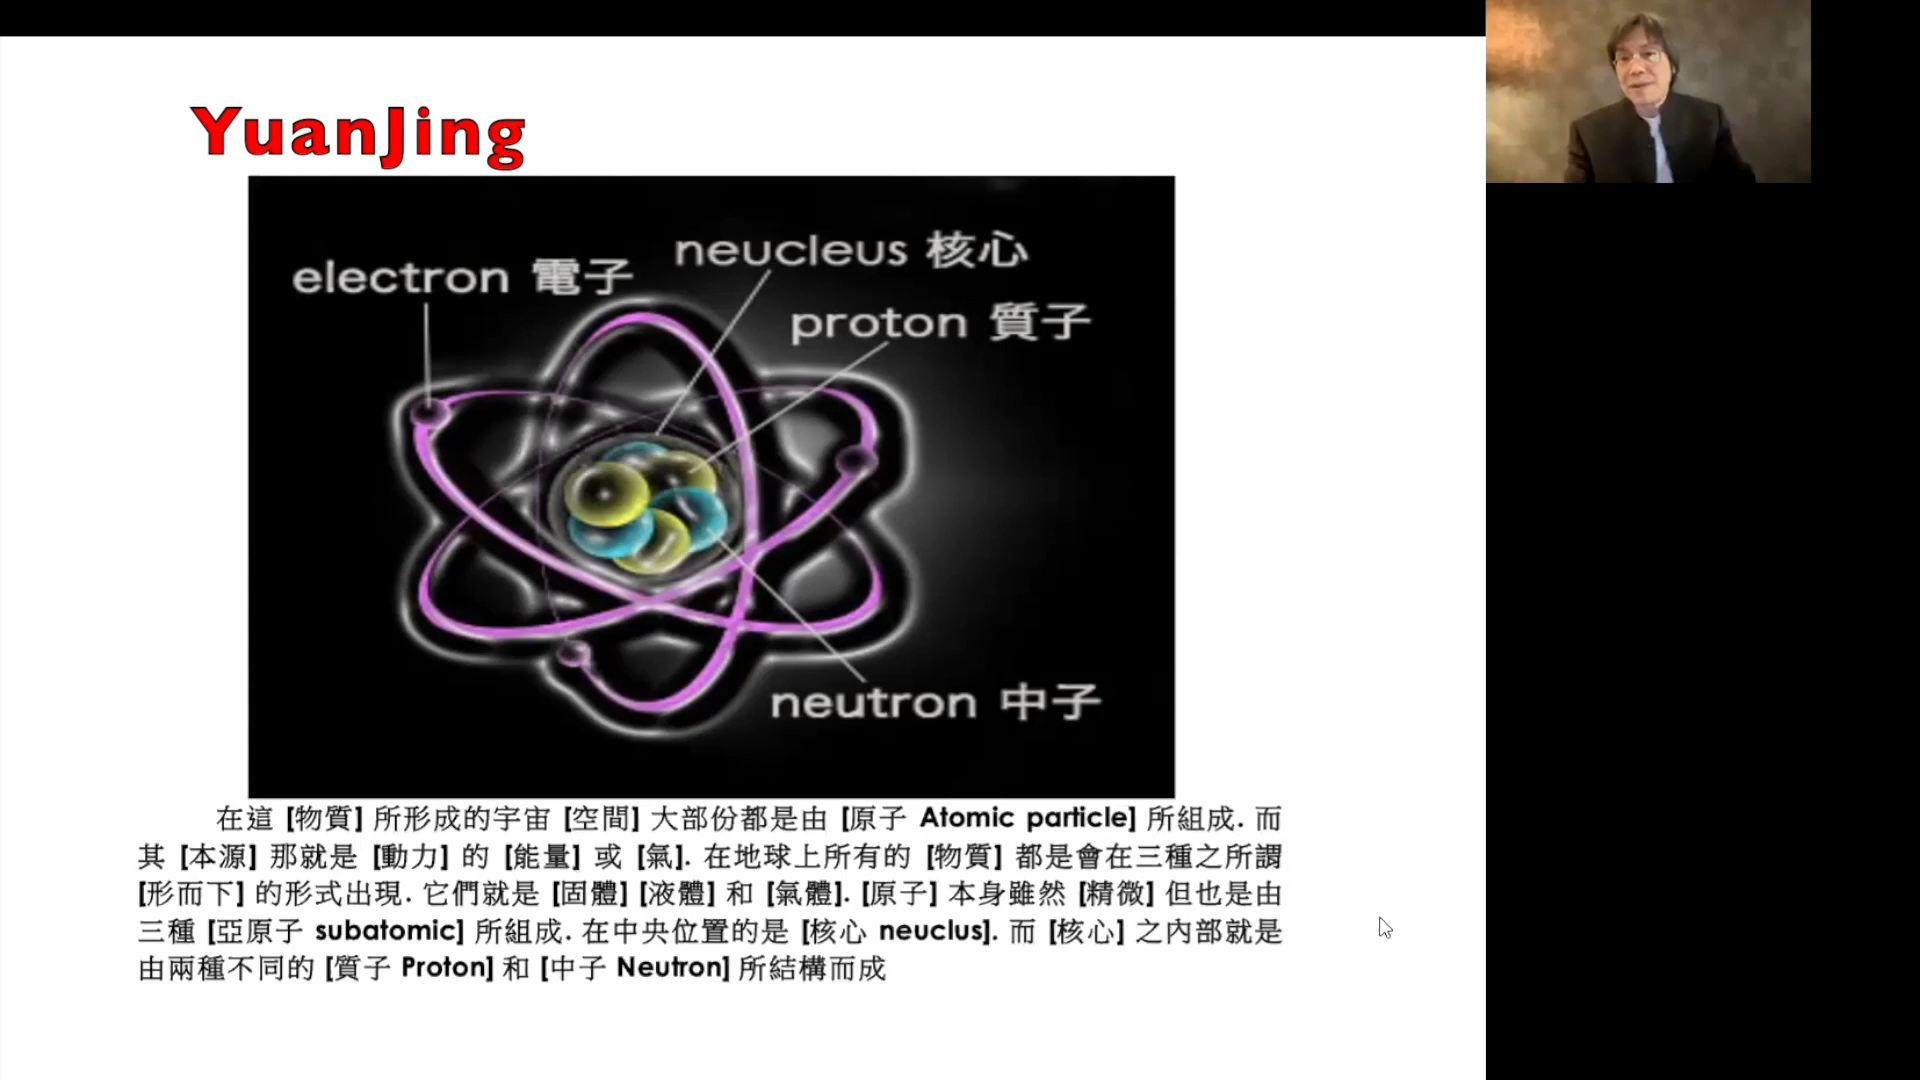 YuanJing
electron 電子
neucleus 核心
proton 質子
neutron 中子
在這 [物質] 所形成的宇宙 [空間] 大部份都是由 [原子 Atomic particle] 所組成. 而
其 [本源] 那就是 [動力] 的 [能量] 或 [氣]. 在地球上所有的 [物質] 都是會在三種之所謂
[形而下] 的形式出現. 它們就是 [固體] [液體] 和 [氣體]. [原子] 本身雖然 [精微] 但也是由
三種 [亞原子 subatomic] 所組成. 在中央位置的是 [核心 neuclus]. 而 [核心] 之內部就是
由兩種不同的 [質子 Proton] 和 [中子 Neutron] 所結構而成